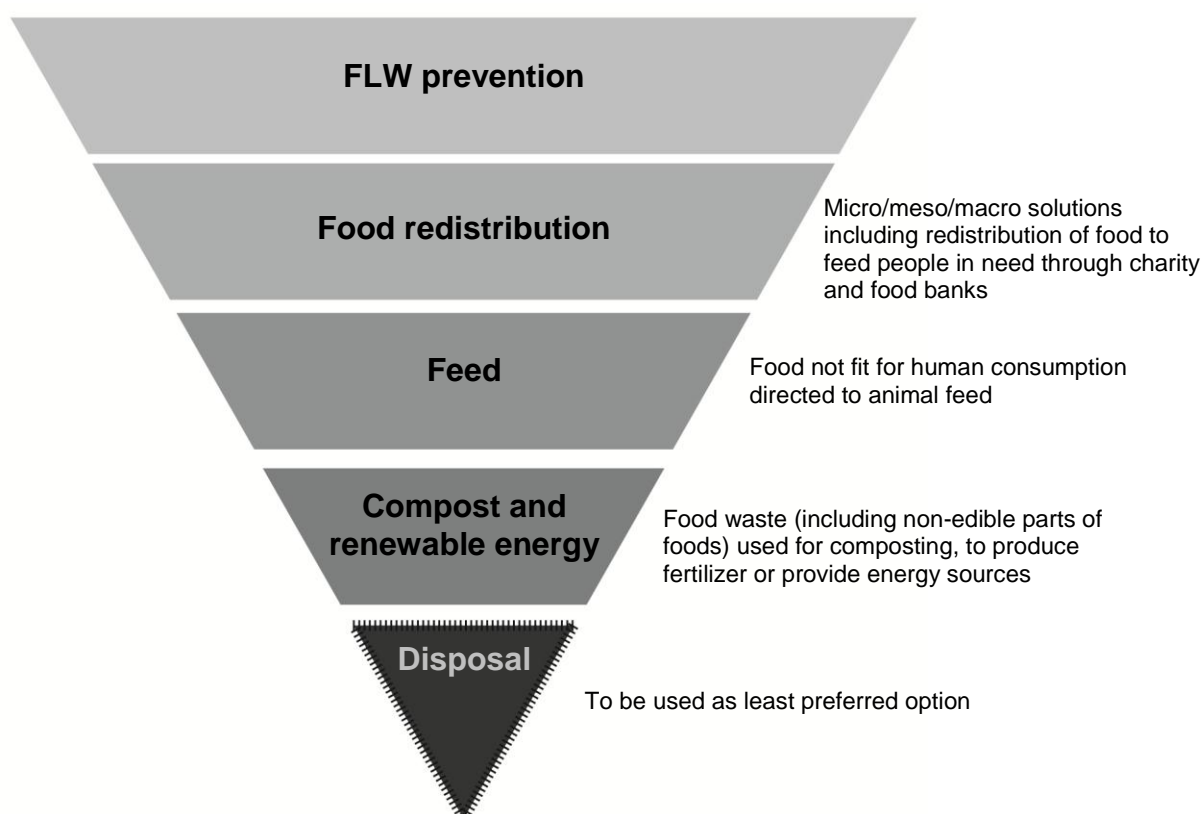 FLW prevention
Food redistribution
Micro/meso/macro solutions
including redistribution of food to
feed people in need through charity
and food banks
Feed
Food not fit for human consumption
directed to animal feed
Compost and
renewable energy
Food waste (including non-edible parts of
foods) used for composting, to produce
fertilizer or provide energy sources
Disposal
To be used as least preferred option